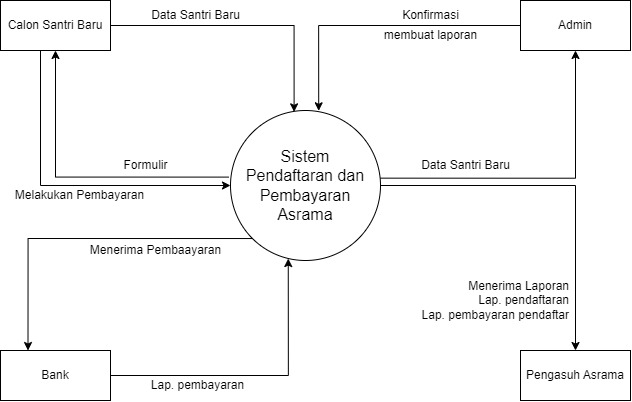 Calon Santri Baru
Data Santri Baru
Konfirmasi
membuat laporan
Admin
Sistem
Pendaftaran dan
Pembayaran
Asrama
Formulir
Melakukan Pembayaran
Data Santri Baru
Menerima Pembaayaran
Menerima Laporan
Lap. pendaftaran
Lap. pembayaran pendaftar
Bank
Lap. pembayaran
Pengasuh Asrama